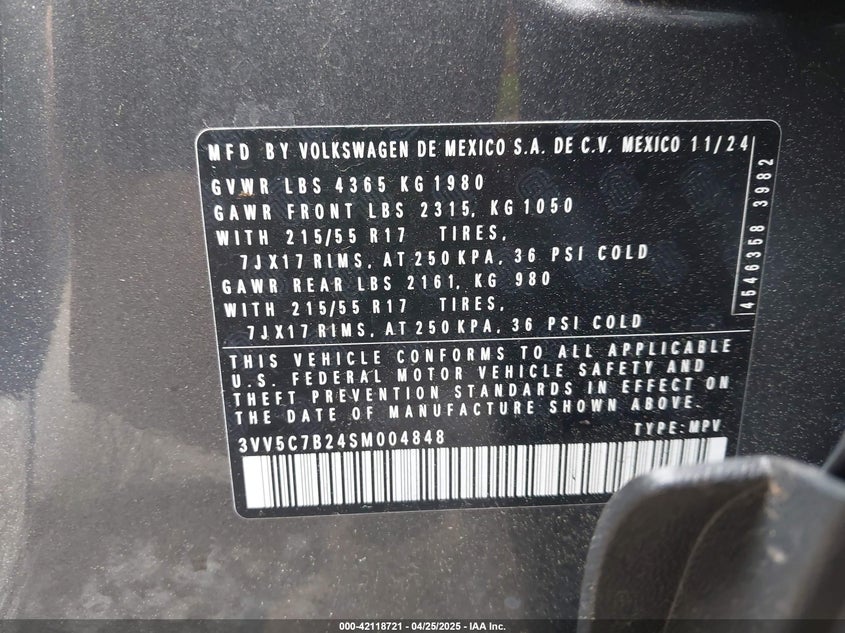 MFD BY VOLKSWAGEN DE MEXICO S.A. DE C.V. MEXICO 11/24
GVWR LBS 4365 KG 1980
GAWR FRONT LBS 2315, KG 1050
WITH 215/55 R17 TIRES,
7JX17 RIMS, AT 250 KPA, 36 PSI COLD
GAWR REAR LBS 2161, KG 980
WITH 215/55 R17 TIRES,
7JX17 RIMS, AT 250 KPA, 36 PSI COLD
4546358 3982
THIS VEHICLE CONFORMS TO ALL APPLICABLE
U.S. FEDERAL MOTOR VEHICLE SAFETY AND
THEFT PREVENTION STANDARDS IN EFFECT ON
THE DATE OF MANUFACTURE SHOWN ABOVE.
3VV5C7B24SM004848 TYPE: MPV
000-42118721 - 04/25/2025 - IAA Inc.